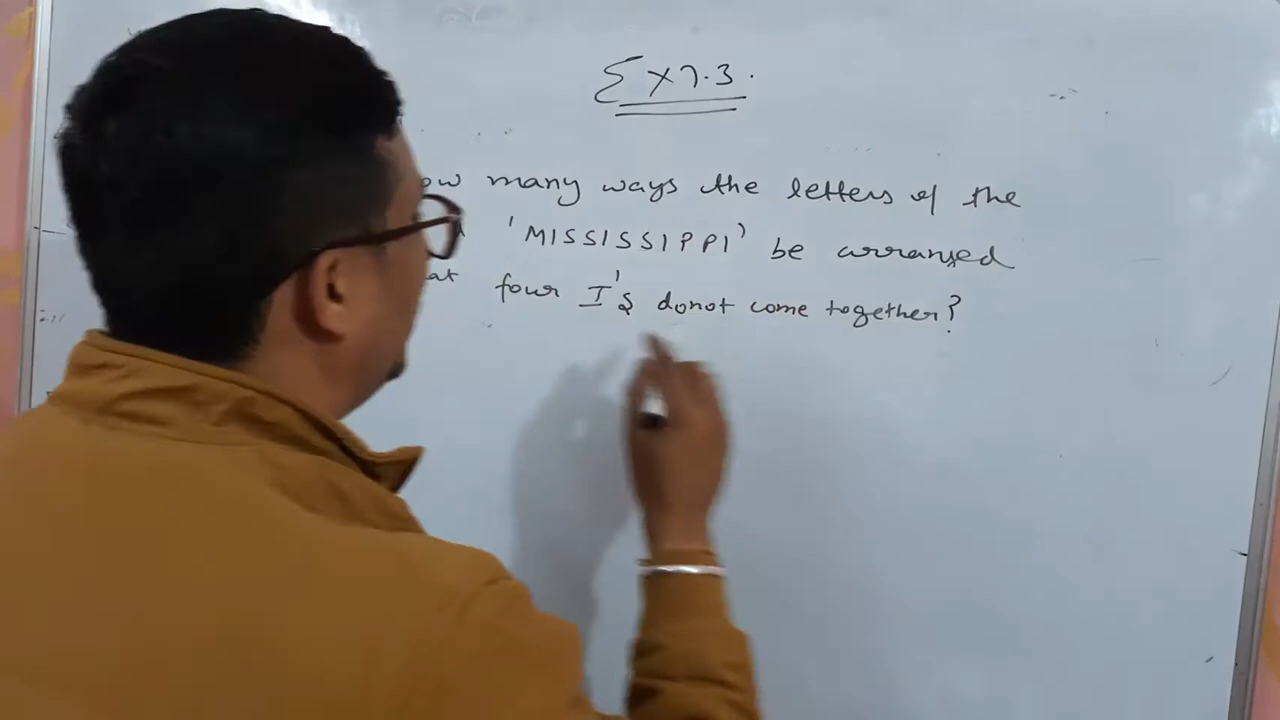 Ex 7.3.
ow many ways the letters of the
'MISSISSIPPI' be arranged
at four I's donot come together?